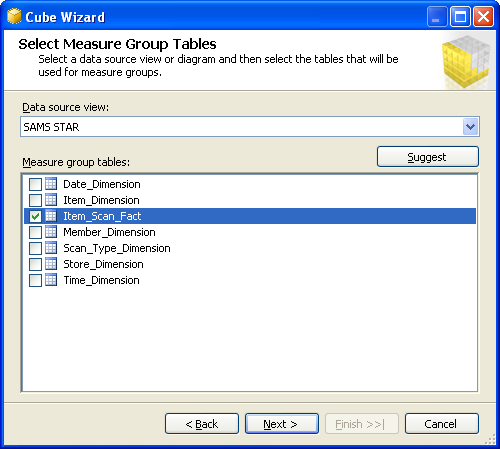 Cube Wizard
Select Measure Group Tables
Select a data source view or diagram and then select the tables that will be
used for measure groups.
Data source view:
SAMS STAR
Measure group tables:
Suggest
Date_Dimension
Item_Dimension
Item_Scan_Fact
Member_Dimension
Scan_Type_Dimension
Store_Dimension
Time_Dimension
< Back
Next >
Finish >>|
Cancel